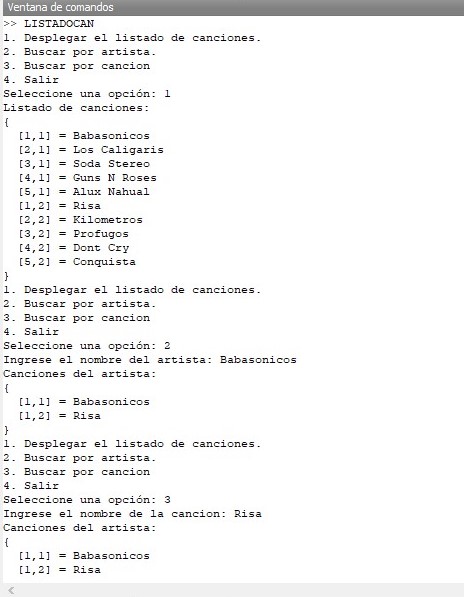 Ventana de comandos
>> LISTADOCAN
1. Desplegar el listado de canciones.
2. Buscar por artista.
3. Buscar por cancion
4. Salir
Seleccione una opción: 1
Listado de canciones:
{
  [1,1] = Babasonicos
  [2,1] = Los Caligaris
  [3,1] = Soda Stereo
  [4,1] = Guns N Roses
  [5,1] = Alux Nahual
  [1,2] = Risa
  [2,2] = Kilometros
  [3,2] = Profugos
  [4,2] = Dont Cry
  [5,2] = Conquista
}
1. Desplegar el listado de canciones.
2. Buscar por artista.
3. Buscar por cancion
4. Salir
Seleccione una opción: 2
Ingrese el nombre del artista: Babasonicos
Canciones del artista:
{
  [1,1] = Babasonicos
  [1,2] = Risa
}
1. Desplegar el listado de canciones.
2. Buscar por artista.
3. Buscar por cancion
4. Salir
Seleccione una opción: 3
Ingrese el nombre de la cancion: Risa
Canciones del artista:
{
  [1,1] = Babasonicos
  [1,2] = Risa